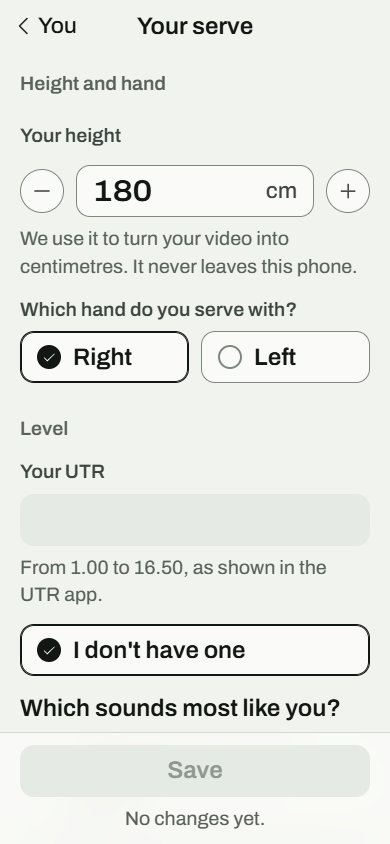 You
Your serve
Height and hand
Your height
180
cm
We use it to turn your video into
centimetres. It never leaves this phone.
Which hand do you serve with?
Right
Left
Level
Your UTR
From 1.00 to 16.50, as shown in the
UTR app.
I don't have one
Which sounds most like you?
Save
No changes yet.